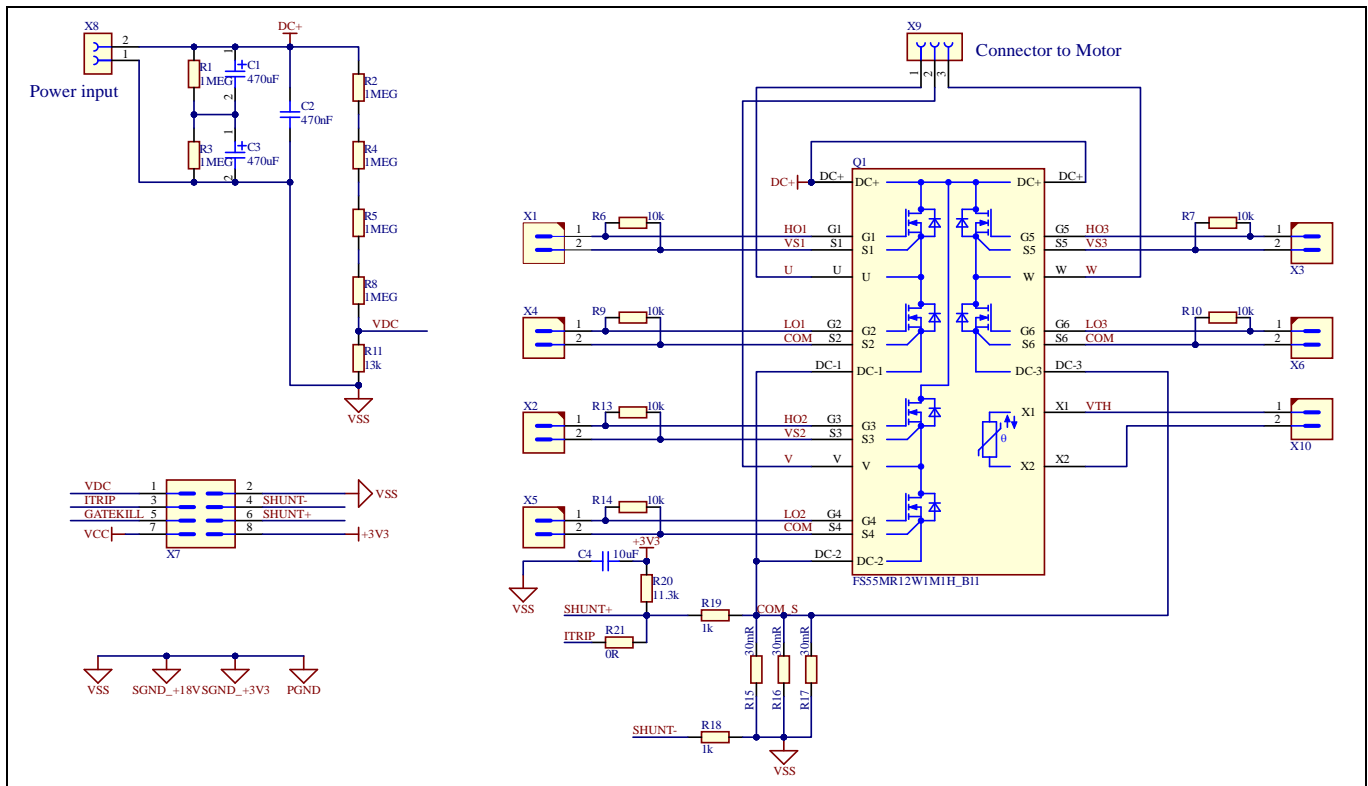 X8
2
1
Power input
DC+
R1
1MEG
1
C1
470uF
2
R3
1MEG
1
C3
470uF
2
C2
470nF
R2
1MEG
R4
1MEG
R5
1MEG
R8
1MEG
VDC
R11
13k
VSS
X9
Connector to Motor
1
2
3
Q1
DC+
DC+
DC+
DC+
DC+
X1
1
2
R6
10k
HO1
G1
G1
VS1
S1
S1
U
U
U
X4
1
2
R9
10k
LO1
G2
G2
COM
S2
S2
DC-1
DC-1
X2
1
2
R13
10k
HO2
G3
G3
VS2
S3
S3
V
V
V
X5
1
2
R14
10k
LO2
G4
G4
COM
S4
S4
DC-2
DC-2
FS55MR12W1M1H_B11
G5
G5
HO3
S5
S5
VS3
W
W
W
R7
10k
1
2
X3
G6
G6
LO3
S6
S6
COM
R10
10k
1
2
X6
DC-3
DC-3
X1
X1
VTH
θ
X2
X2
1
2
X10
VDC
1
2
VSS
ITRIP
3
4
SHUNT-
GATEKILL
5
6
SHUNT+
VCC
7
8
+3V3
X7
C4
10uF
+3V3
VSS
R20
11.3k
SHUNT+
R19
1k
COM_S
ITRIP
R21
0R
30mR
R15
30mR
R16
30mR
R17
SHUNT-
R18
1k
VSS
VSS
SGND_+18V
SGND_+3V3
PGND